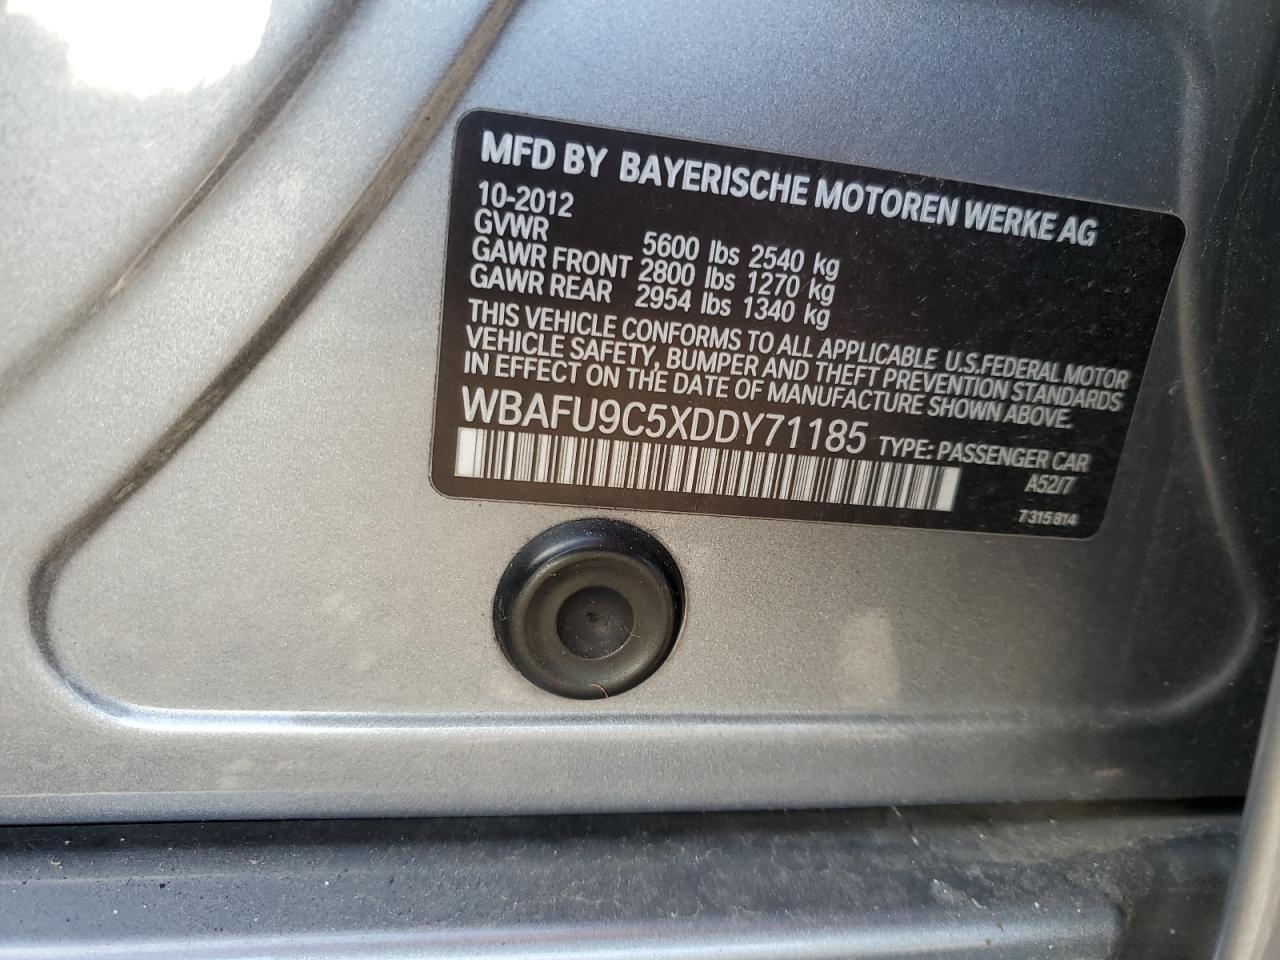 MFD BY BAYERISCHE MOTOREN WERKE AG
10-2012
GVWR 5600 lbs 2540 kg
GAWR FRONT 2800 lbs 1270 kg
GAWR REAR 2954 lbs 1340 kg
THIS VEHICLE CONFORMS TO ALL APPLICABLE U.S.FEDERAL MOTOR
VEHICLE SAFETY, BUMPER AND THEFT PREVENTION STANDARDS
IN EFFECT ON THE DATE OF MANUFACTURE SHOWN ABOVE.
WBAFU9C5XDDY71185 TYPE: PASSENGER CAR
A52/7
7 315 814